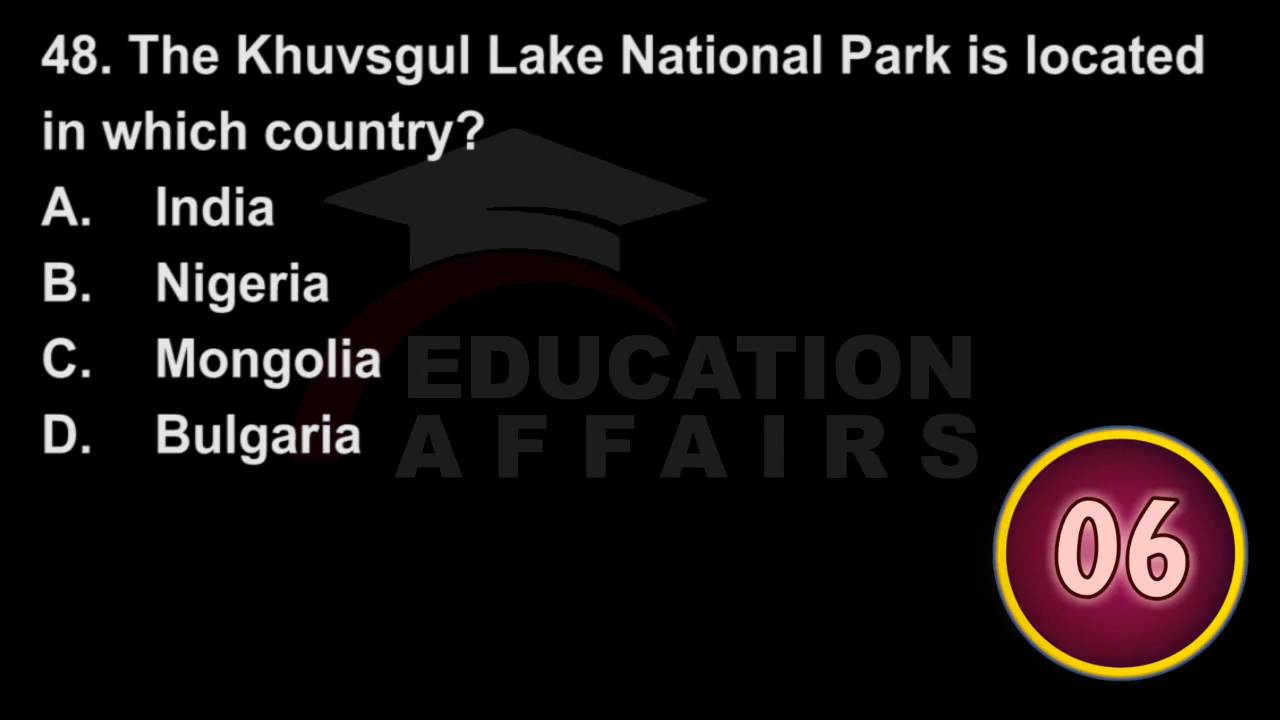 48. The Khuvsgul Lake National Park is located
in which country?
A. India
B. Nigeria
C. Mongolia
D. Bulgaria
EDUCATION
AFFAIRS
06